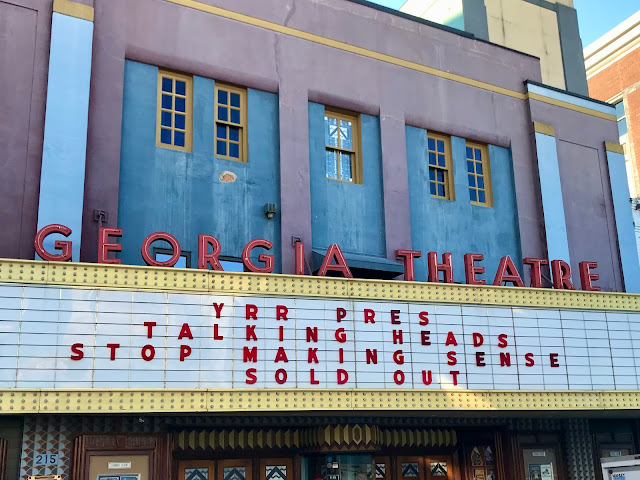 GEORGIA THEATRE
YRR PRES
TALKING HEADS
STOP MAKING SENSE
SOLD OUT
215